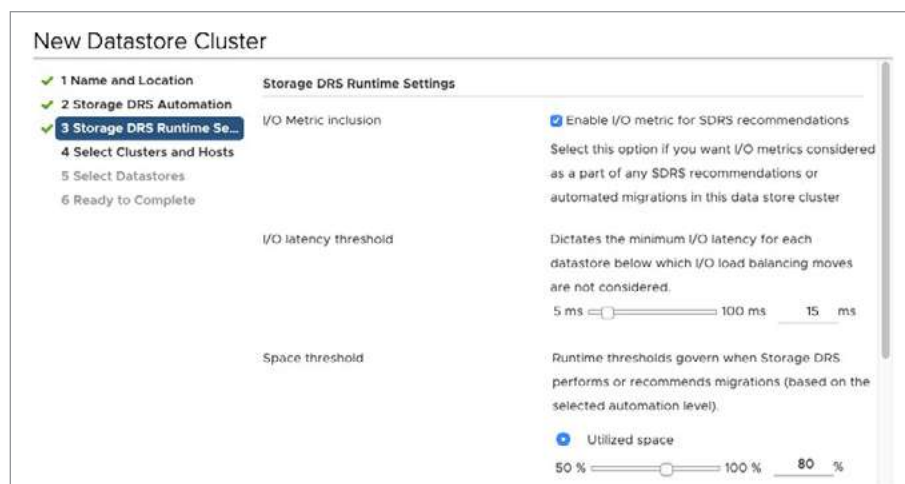 New Datastore Cluster
1 Name and Location
2 Storage DRS Automation
3 Storage DRS Runtime Se...
4 Select Clusters and Hosts
5 Select Datastores
6 Ready to Complete
Storage DRS Runtime Settings
I/O Metric inclusion
Enable I/O metric for SDRS recommendations
Select this option if you want I/O metrics considered
as a part of any SDRS recommendations or
automated migrations in this data store cluster
I/O latency threshold
Dictates the minimum I/O latency for each
datastore below which I/O load balancing moves
are not considered.
5 ms 100 ms 15 ms
Space threshold
Runtime thresholds govern when Storage DRS
performs or recommends migrations (based on the
selected automation level).
Utilized space
50 % 100 % 80 %